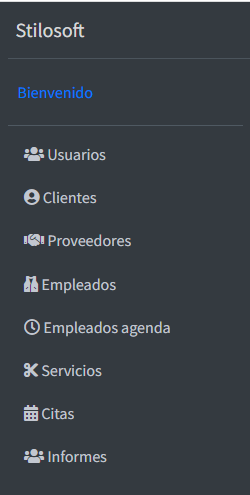 Stilosoft
Bienvenido
Usuarios
Clientes
Proveedores
Empleados
Empleados agenda
Servicios
Citas
Informes